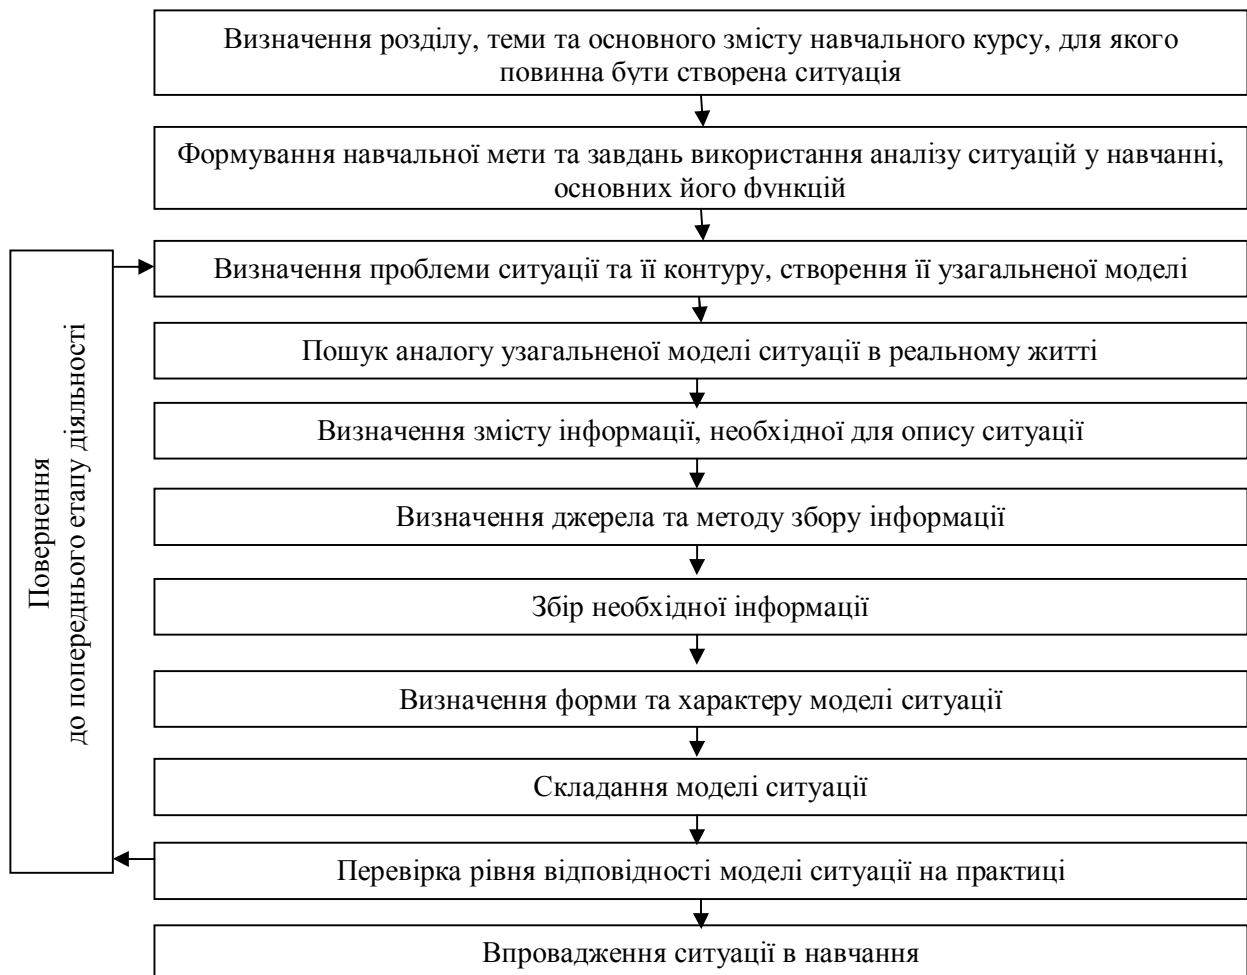 Визначення розділу, теми та основного змісту навчального курсу, для якого
повинна бути створена ситуація
Формування навчальної мети та завдань використання аналізу ситуацій у навчанні,
основних його функцій
Визначення проблеми ситуації та її контуру, створення її узагальненої моделі
Пошук аналогу узагальненої моделі ситуації в реальному житті
Визначення змісту інформації, необхідної для опису ситуації
Визначення джерела та методу збору інформації
Збір необхідної інформації
Визначення форми та характеру моделі ситуації
Складання моделі ситуації
Перевірка рівня відповідності моделі ситуації на практиці
Впровадження ситуації в навчання
Повернення
до попереднього етапу діяльності